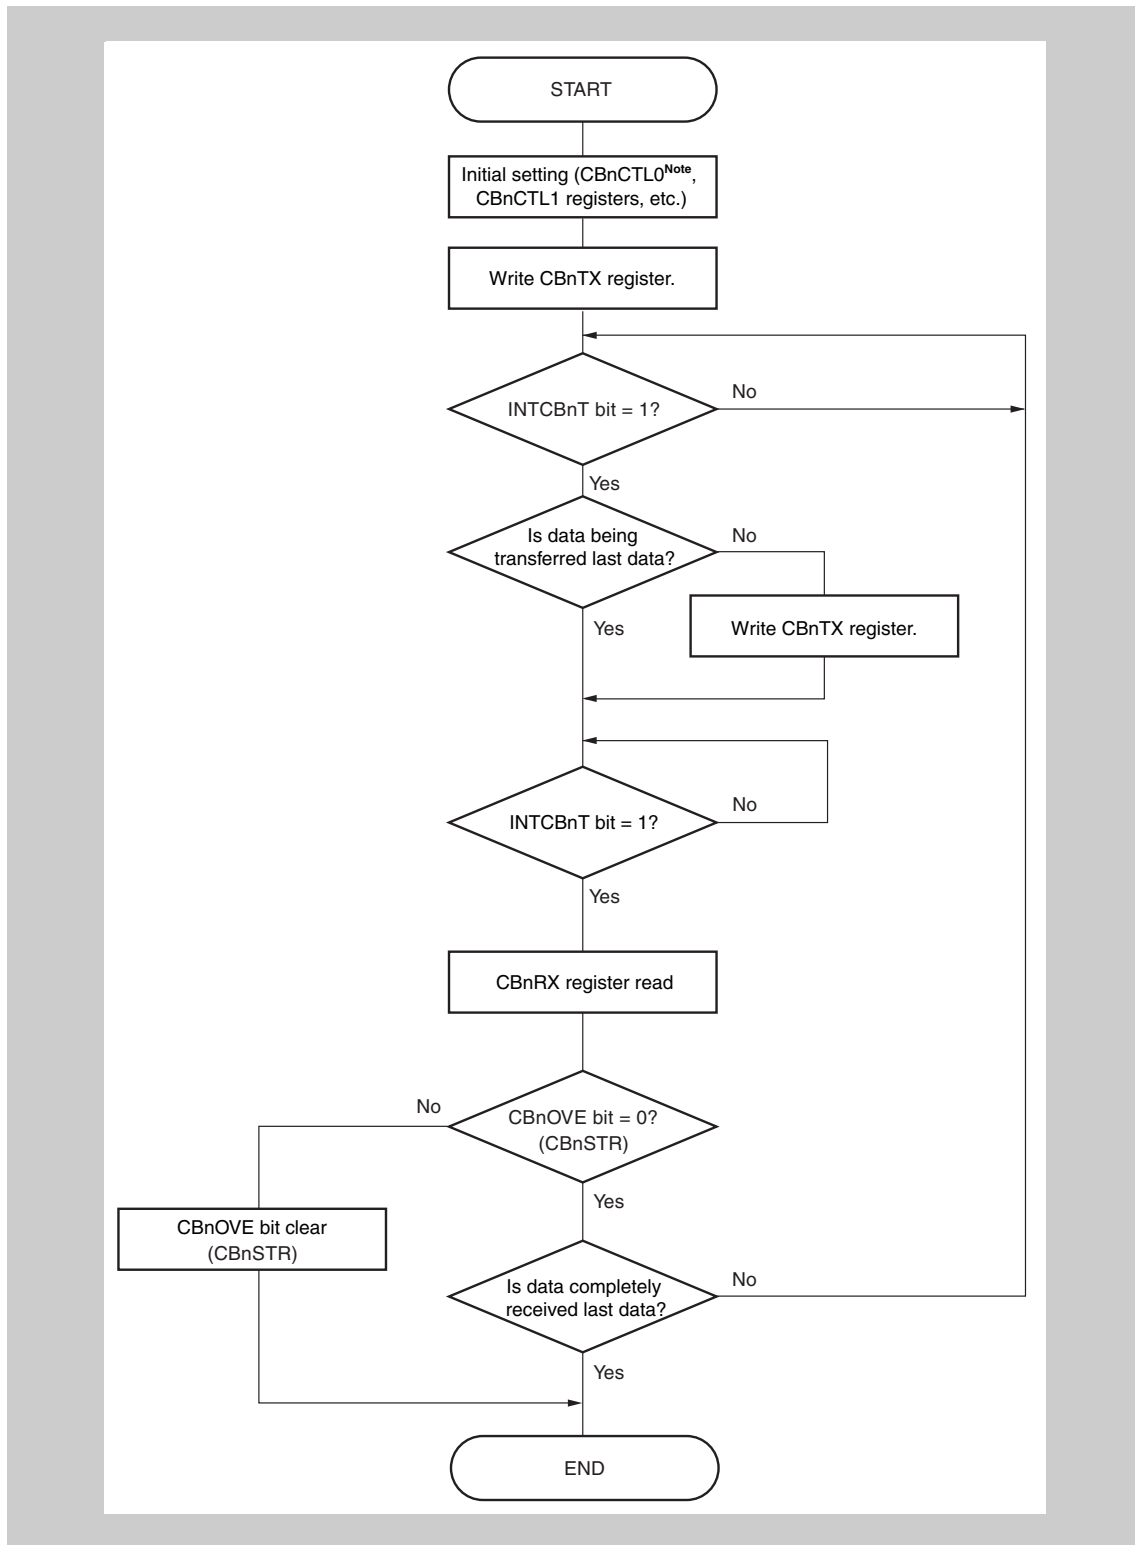 START
Initial setting (CBnCTL0Note,
CBnCTL1 registers, etc.)
Write CBnTX register.
INTCBnT bit = 1?
No
Yes
Is data being
transferred last data?
No
Write CBnTX register.
Yes
INTCBnT bit = 1?
No
Yes
CBnRX register read
CBnOVE bit = 0?
(CBnSTR)
No
Yes
CBnOVE bit clear
(CBnSTR)
Is data completely
received last data?
No
Yes
END